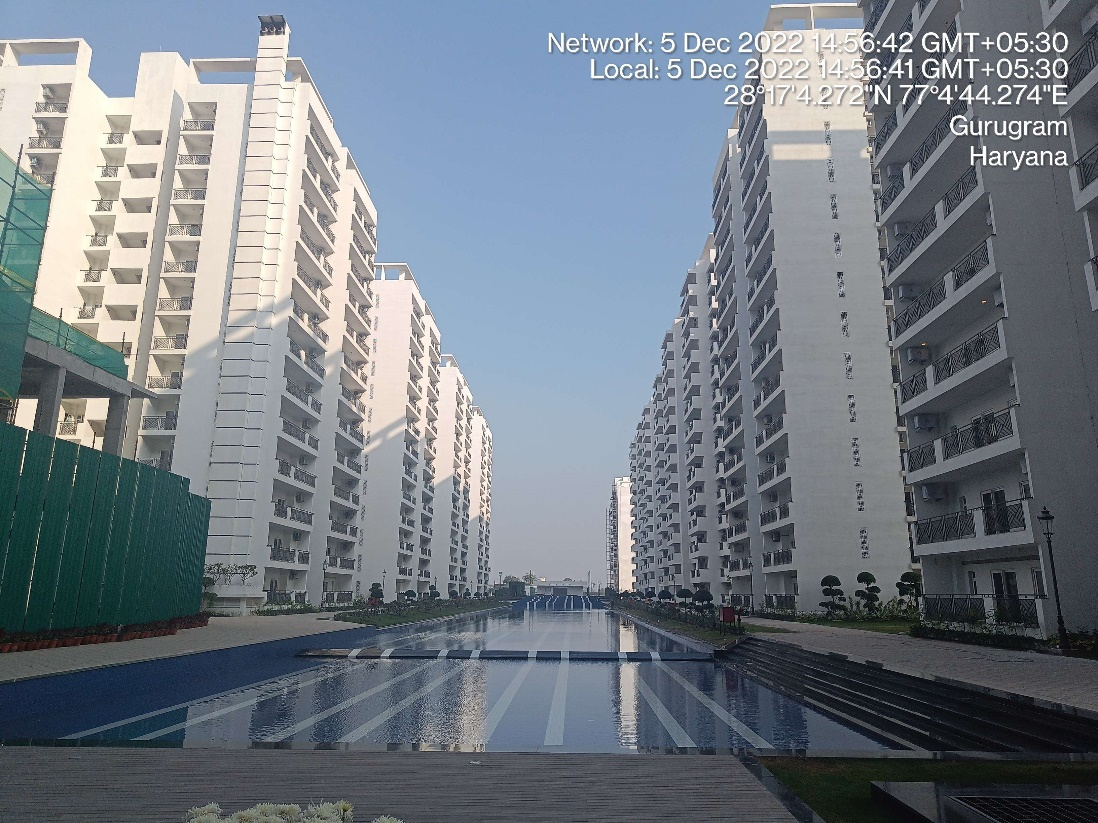 Network: 5 Dec 2022 14:56:42 GMT+05:30
Local: 5 Dec 2022 14:56:41 GMT+05:30
28°17'4.272"N 77°4'44.274"E
Gurugram
Haryana